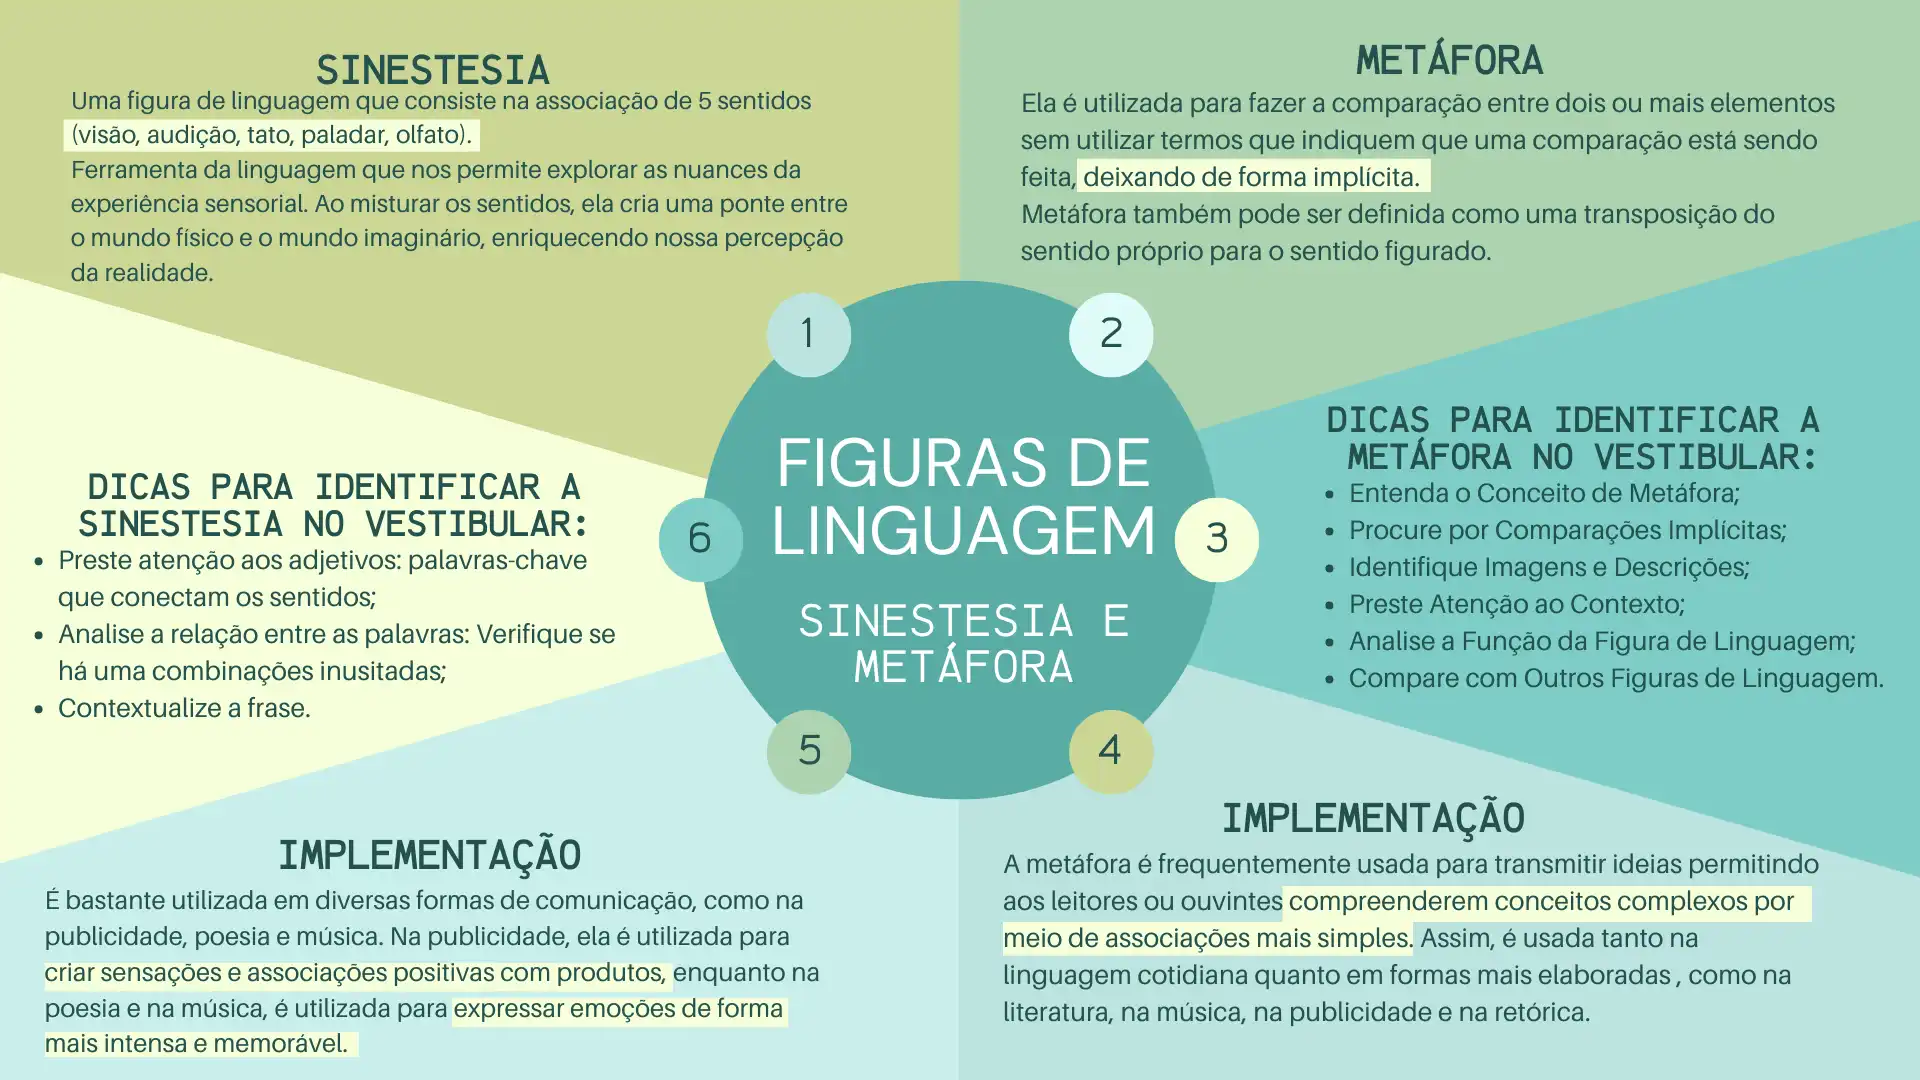 SINESTESIA
Uma figura de linguagem que consiste na associação de 5 sentidos
(visão, audição, tato, paladar, olfato).
Ferramenta da linguagem que nos permite explorar as nuances da
experiência sensorial. Ao misturar os sentidos, ela cria uma ponte entre
o mundo físico e o mundo imaginário, enriquecendo nossa percepção
da realidade.
METÁFORA
Ela é utilizada para fazer a comparação entre dois ou mais elementos
sem utilizar termos que indiquem que uma comparação está sendo
feita, deixando de forma implícita.
Metáfora também pode ser definida como uma transposição do
sentido próprio para o sentido figurado.
1
2
FIGURAS DE
LINGUAGEM
SINESTESIA E
METÁFORA
3
DICAS PARA IDENTIFICAR A
METÁFORA NO VESTIBULAR:
• Entenda o Conceito de Metáfora;
• Procure por Comparações Implícitas;
• Identifique Imagens e Descrições;
• Preste Atenção ao Contexto;
• Analise a Função da Figura de Linguagem;
• Compare com Outros Figuras de Linguagem.
6
DICAS PARA IDENTIFICAR A
SINESTESIA NO VESTIBULAR:
• Preste atenção aos adjetivos: palavras-chave
que conectam os sentidos;
• Analise a relação entre as palavras: Verifique se
há uma combinações inusitadas;
• Contextualize a frase.
5
4
IMPLEMENTAÇÃO
É bastante utilizada em diversas formas de comunicação, como na
publicidade, poesia e música. Na publicidade, ela é utilizada para
criar sensações e associações positivas com produtos, enquanto na
poesia e na música, é utilizada para expressar emoções de forma
mais intensa e memorável.
IMPLEMENTAÇÃO
A metáfora é frequentemente usada para transmitir ideias permitindo
aos leitores ou ouvintes compreenderem conceitos complexos por
meio de associações mais simples. Assim, é usada tanto na
linguagem cotidiana quanto em formas mais elaboradas , como na
literatura, na música, na publicidade e na retórica.